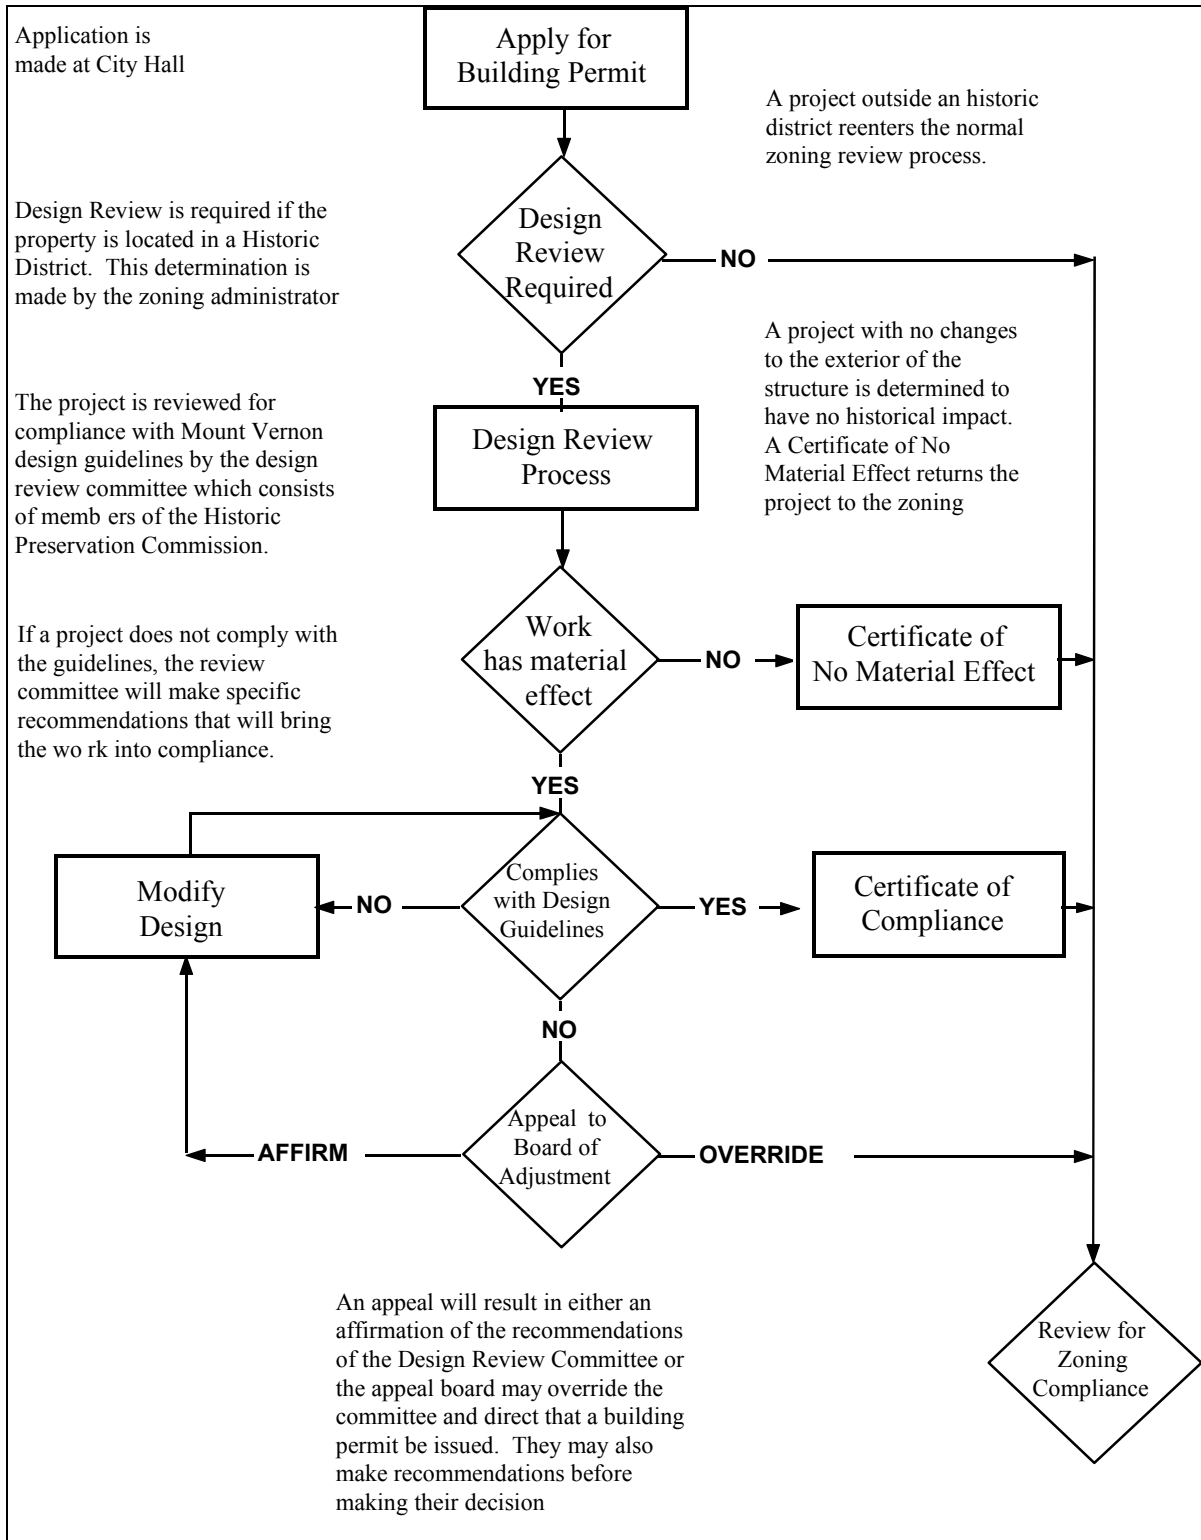 Application is
made at City Hall
Apply for
Building Permit
A project outside an historic
district reenters the normal
zoning review process.
Design Review is required if the
property is located in a Historic
District. This determination is
made by the zoning administrator
Design
Review
Required
NO
A project with no changes
to the exterior of the
structure is determined to
have no historical impact.
A Certificate of No
Material Effect returns the
project to the zoning
YES
The project is reviewed for
compliance with Mount Vernon
design guidelines by the design
review committee which consists
of memb ers of the Historic
Preservation Commission.
Design Review
Process
If a project does not comply with
the guidelines, the review
committee will make specific
recommendations that will bring
the wo rk into compliance.
Work
has material
effect
NO
Certificate of
No Material Effect
YES
Modify
Design
NO
Complies
with Design
Guidelines
YES
Certificate of
Compliance
NO
AFFIRM
Appeal to
Board of
Adjustment
OVERRIDE
An appeal will result in either an
affirmation of the recommendations
of the Design Review Committee or
the appeal board may override the
committee and direct that a building
permit be issued. They may also
make recommendations before
making their decision
Review for
Zoning
Compliance